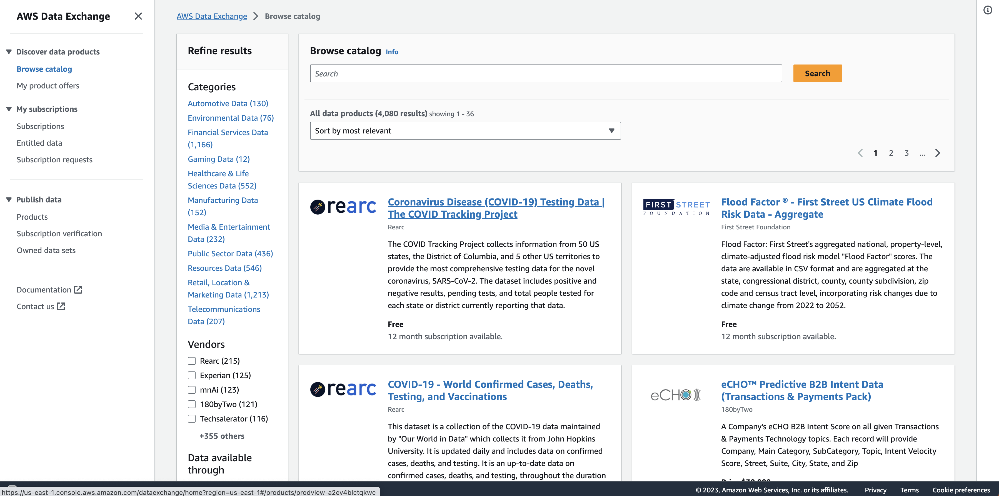 AWS Data Exchange
Discover data products
Browse catalog
My product offers
My subscriptions
Subscriptions
Entitled data
Subscription requests
Publish data
Products
Subscription verification
Owned data sets
Documentation
Contact us
AWS Data Exchange > Browse catalog
Refine results
Categories
Automotive Data (130)
Environmental Data (76)
Financial Services Data
(1,166)
Gaming Data (12)
Healthcare & Life
Sciences Data (552)
Manufacturing Data
(152)
Media & Entertainment
Data (232)
Public Sector Data (436)
Resources Data (546)
Retail, Location &
Marketing Data (1,213)
Telecommunications
Data (207)
Vendors
Rearc (215)
Experian (125)
mnAi (123)
180byTwo (121)
Techsalerator (116)
+355 others
Data available
through
Browse catalog Info
Search
Search
All data products (4,080 results) showing 1 - 36
Sort by most relevant
1 2 3 ...
rearc
Coronavirus Disease (COVID-19) Testing Data |
The COVID Tracking Project
Rearc
The COVID Tracking Project collects information from 50 US
states, the District of Columbia, and 5 other US territories to
provide the most comprehensive testing data for the novel
coronavirus, SARS-CoV-2. The dataset includes positive and
negative results, pending tests, and total people tested for
each state or district currently reporting that data.
Free
12 month subscription available.
FIRST STREET
FOUNDATION
Flood Factor ® - First Street US Climate Flood
Risk Data - Aggregate
First Street Foundation
Flood Factor: First Street's aggregated national, property-level,
climate-adjusted flood risk model "Flood Factor" scores. The
data are available in CSV format and are aggregated at the
state, congressional district, county, county subdivision, zip
code and census tract level, incorporating risk changes due to
climate change from 2022 to 2052.
Free
12 month subscription available.
rearc
COVID-19 - World Confirmed Cases, Deaths,
Testing, and Vaccinations
Rearc
This dataset is a collection of the COVID-19 data maintained
by "Our World in Data" which collects it from John Hopkins
University. It is updated daily and includes data on confirmed
cases, deaths, and testing. It is an up-to-date data on
confirmed cases, deaths, and testing, throughout the duration
eCHO
eCHO™ Predictive B2B Intent Data
(Transactions & Payments Pack)
180byTwo
A Company's eCHO B2B Intent Score on all given Transactions
& Payments Technology topics. Each record will provide
Company, Main Category, SubCategory, Topic, Intent Velocity
Score, Street, Suite, City, State, and Zip
https://us-east-1.console.aws.amazon.com/dataexchange/home?region=us-east-1#/products/prodview-a2ev4blctqkwc
© 2023, Amazon Web Services, Inc. or its affiliates. Privacy Terms Cookie preferences